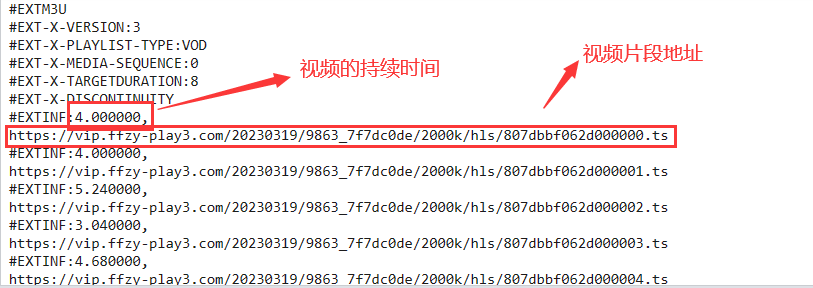 #EXTM3U
#EXT-X-VERSION:3
#EXT-X-PLAYLIST-TYPE:VOD
#EXT-X-MEDIA-SEQUENCE:0
#EXT-X-TARGETDURATION:8
#EXT-X-DISCONTINUITY
视频的持续时间
视频片段地址
#EXTINF:4.000000,
https://vip.ffzy-play3.com/20230319/9863_7f7dc0de/2000k/hls/807dbbf062d000000.ts
#EXTINF:4.000000,
https://vip.ffzy-play3.com/20230319/9863_7f7dc0de/2000k/hls/807dbbf062d000001.ts
#EXTINF:5.240000,
https://vip.ffzy-play3.com/20230319/9863_7f7dc0de/2000k/hls/807dbbf062d000002.ts
#EXTINF:3.040000,
https://vip.ffzy-play3.com/20230319/9863_7f7dc0de/2000k/hls/807dbbf062d000003.ts
#EXTINF:4.680000,
https://vip.ffzy-play3.com/20230319/9863_7f7dc0de/2000k/hls/807dbbf062d000004.ts